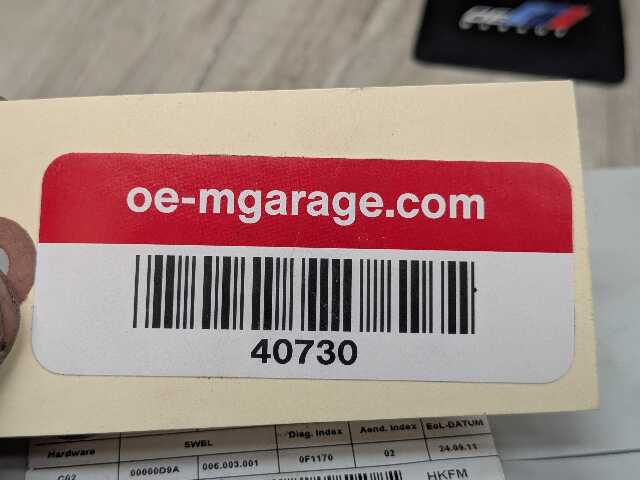 oe-mgarage.com
40730
Hardware SWEL Diag. Index Aend. Index EoL-DATUM
C02 00000D9A 006.003.001 0F1170 02 24.09.11
HKFM